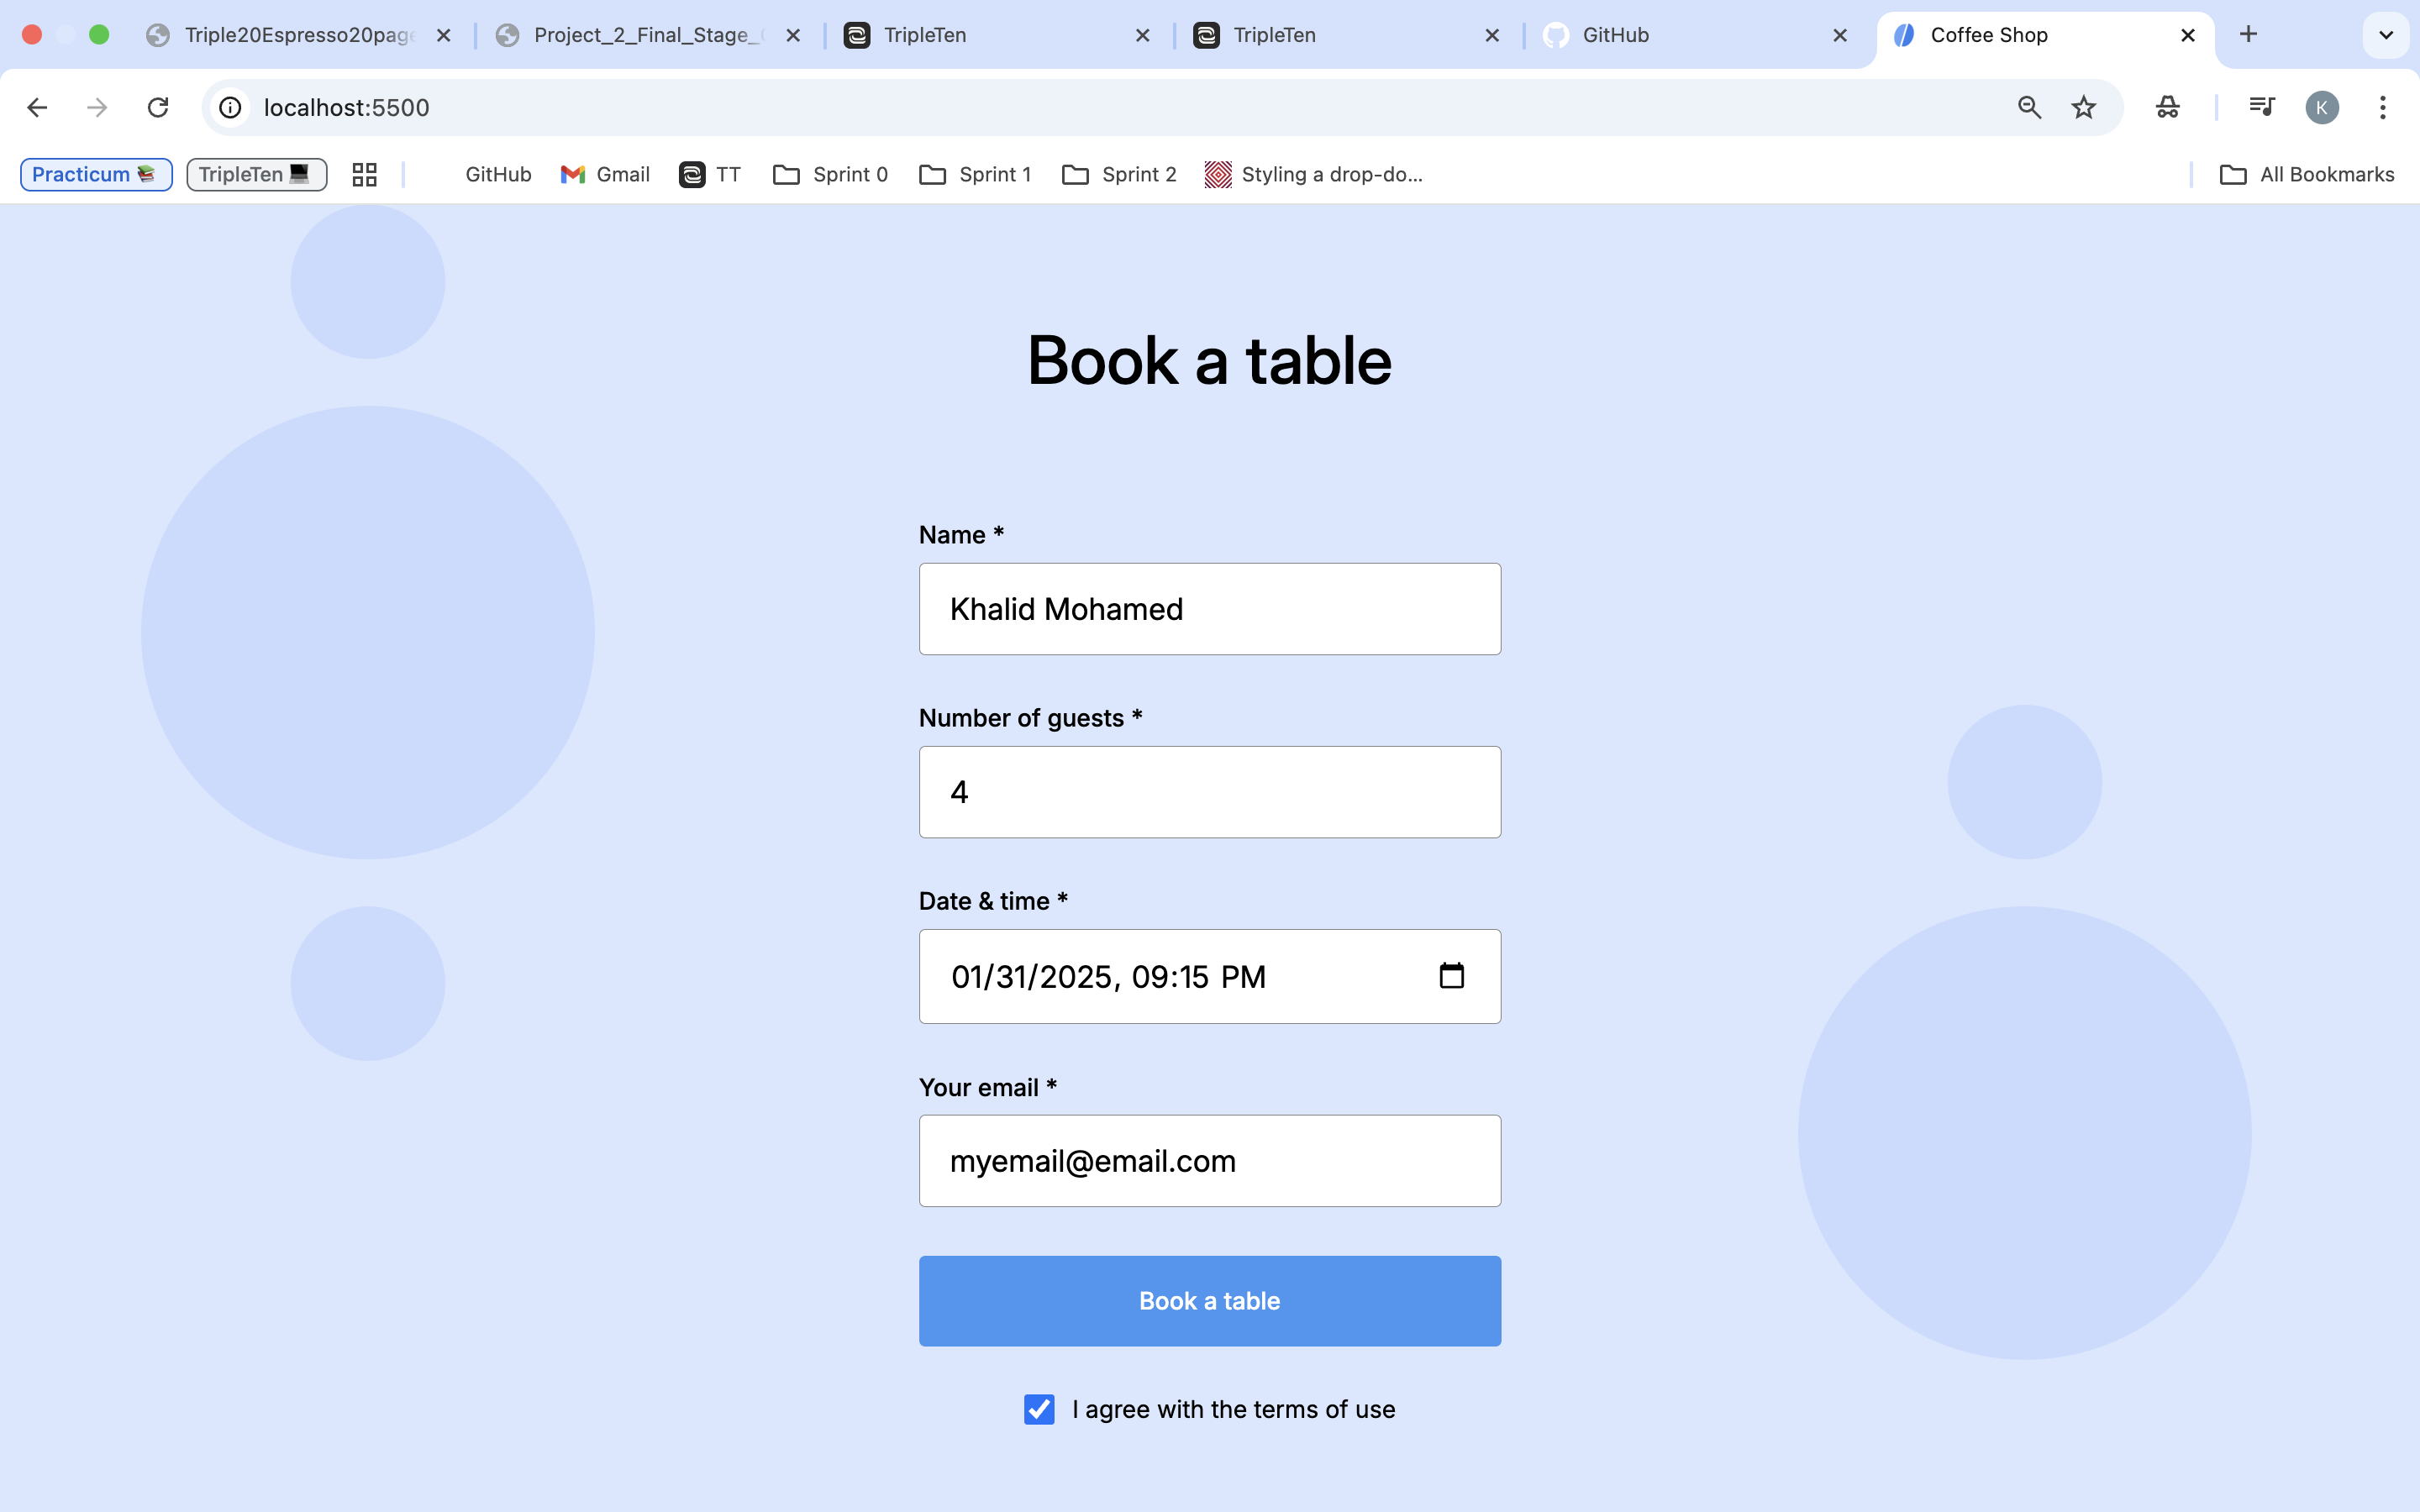 Triple20Espresso20page
Project_2_Final_Stage_
TripleTen
TripleTen
GitHub
Coffee Shop
localhost:5500
K
Practicum 📚
TripleTen 💻
GitHub
Gmail
TT
Sprint 0
Sprint 1
Sprint 2
Styling a drop-do...
All Bookmarks
Book a table
Name *
Khalid Mohamed
Number of guests *
4
Date & time *
01/31/2025, 09:15 PM
Your email *
myemail@email.com
Book a table
I agree with the terms of use